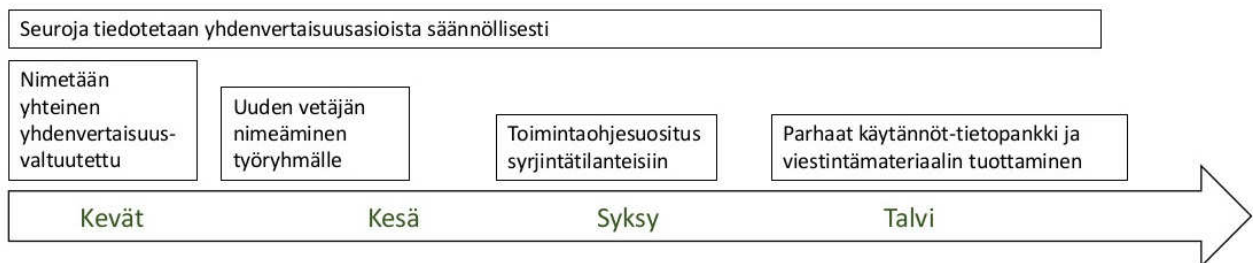 Seuroja tiedotetaan yhdenvertaisuusasioista säännöllisesti
Nimetään
yhteinen
yhdenvertaisuus-
valtuutettu
Uuden vetäjän
nimeäminen
työryhmälle
Toimintaohjesuositus
syrjintätilanteisiin
Parhaat käytännöt-tietopankki ja
viestintämateriaalin tuottaminen
Kevät
Kesä
Syksy
Talvi